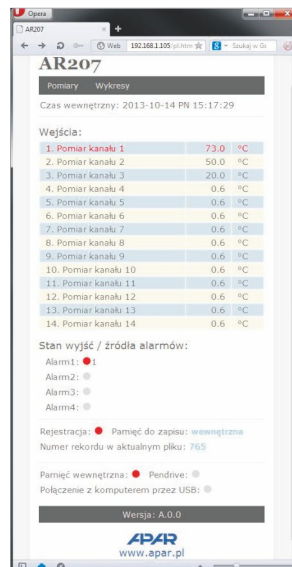 Opera
AR207
Web 192.168.1.105/pl.htm Szukaj w Go
AR207
Pomiary Wykresy
Czas wewnętrzny: 2013-10-14 PN 15:17:29
Wejścia:
1. Pomiar kanału 1 73.0 °C
2. Pomiar kanału 2 50.0 °C
3. Pomiar kanału 3 20.0 °C
4. Pomiar kanału 4 0.6 °C
5. Pomiar kanału 5 0.6 °C
6. Pomiar kanału 6 0.6 °C
7. Pomiar kanału 7 0.6 °C
8. Pomiar kanału 8 0.6 °C
9. Pomiar kanału 9 0.6 °C
10. Pomiar kanału 10 0.6 °C
11. Pomiar kanału 11 0.6 °C
12. Pomiar kanału 12 0.6 °C
13. Pomiar kanału 13 0.6 °C
14. Pomiar kanału 14 0.6 °C
Stan wyjść / źródła alarmów:
Alarm1: 1
Alarm2:
Alarm3:
Alarm4:
Rejestracja: Pamięć do zapisu: wewnętrzna
Numer rekordu w aktualnym pliku: 765
Pamięć wewnętrzna: Pendrive:
Połączenie z komputerem przez USB:
Wersja: A.0.0
APAR
www.apar.pl